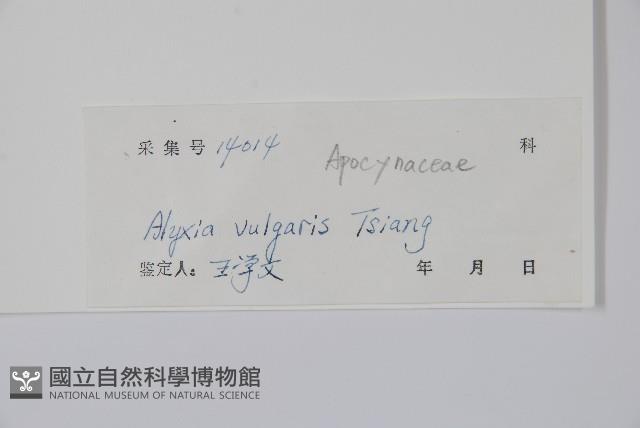 采集号 14014 Apocynaceae 科
Alyxia vulgaris Tsiang
鉴定人: 王学文 年 月 日
國立自然科學博物館
NATIONAL MUSEUM OF NATURAL SCIENCE